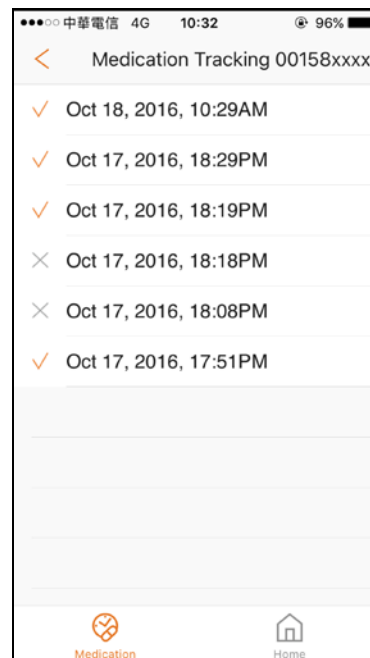 中華電信 4G 10:32 96%
Medication Tracking 00158xxxx
Oct 18, 2016, 10:29AM
Oct 17, 2016, 18:29PM
Oct 17, 2016, 18:19PM
Oct 17, 2016, 18:18PM
Oct 17, 2016, 18:08PM
Oct 17, 2016, 17:51PM
Medication Home